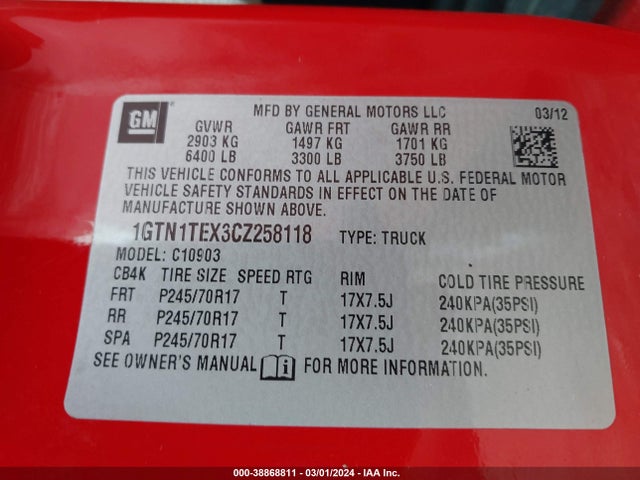 GM
MFD BY GENERAL MOTORS LLC 03/12
GVWR GAWR FRT GAWR RR
2903 KG 1497 KG 1701 KG
6400 LB 3300 LB 3750 LB
THIS VEHICLE CONFORMS TO ALL APPLICABLE U.S. FEDERAL MOTOR
VEHICLE SAFETY STANDARDS IN EFFECT ON THE DATE OF
MANUFACTURE SHOWN ABOVE.
1GTN1TEX3CZ258118 TYPE: TRUCK
MODEL: C10903
CB4K TIRE SIZE SPEED RTG RIM COLD TIRE PRESSURE
FRT P245/70R17 T 17X7.5J 240KPA(35PSI)
RR P245/70R17 T 17X7.5J 240KPA(35PSI)
SPA P245/70R17 T 17X7.5J 240KPA(35PSI)
SEE OWNER'S MANUAL FOR MORE INFORMATION.
000-38868811 - 03/01/2024 - IAA Inc.